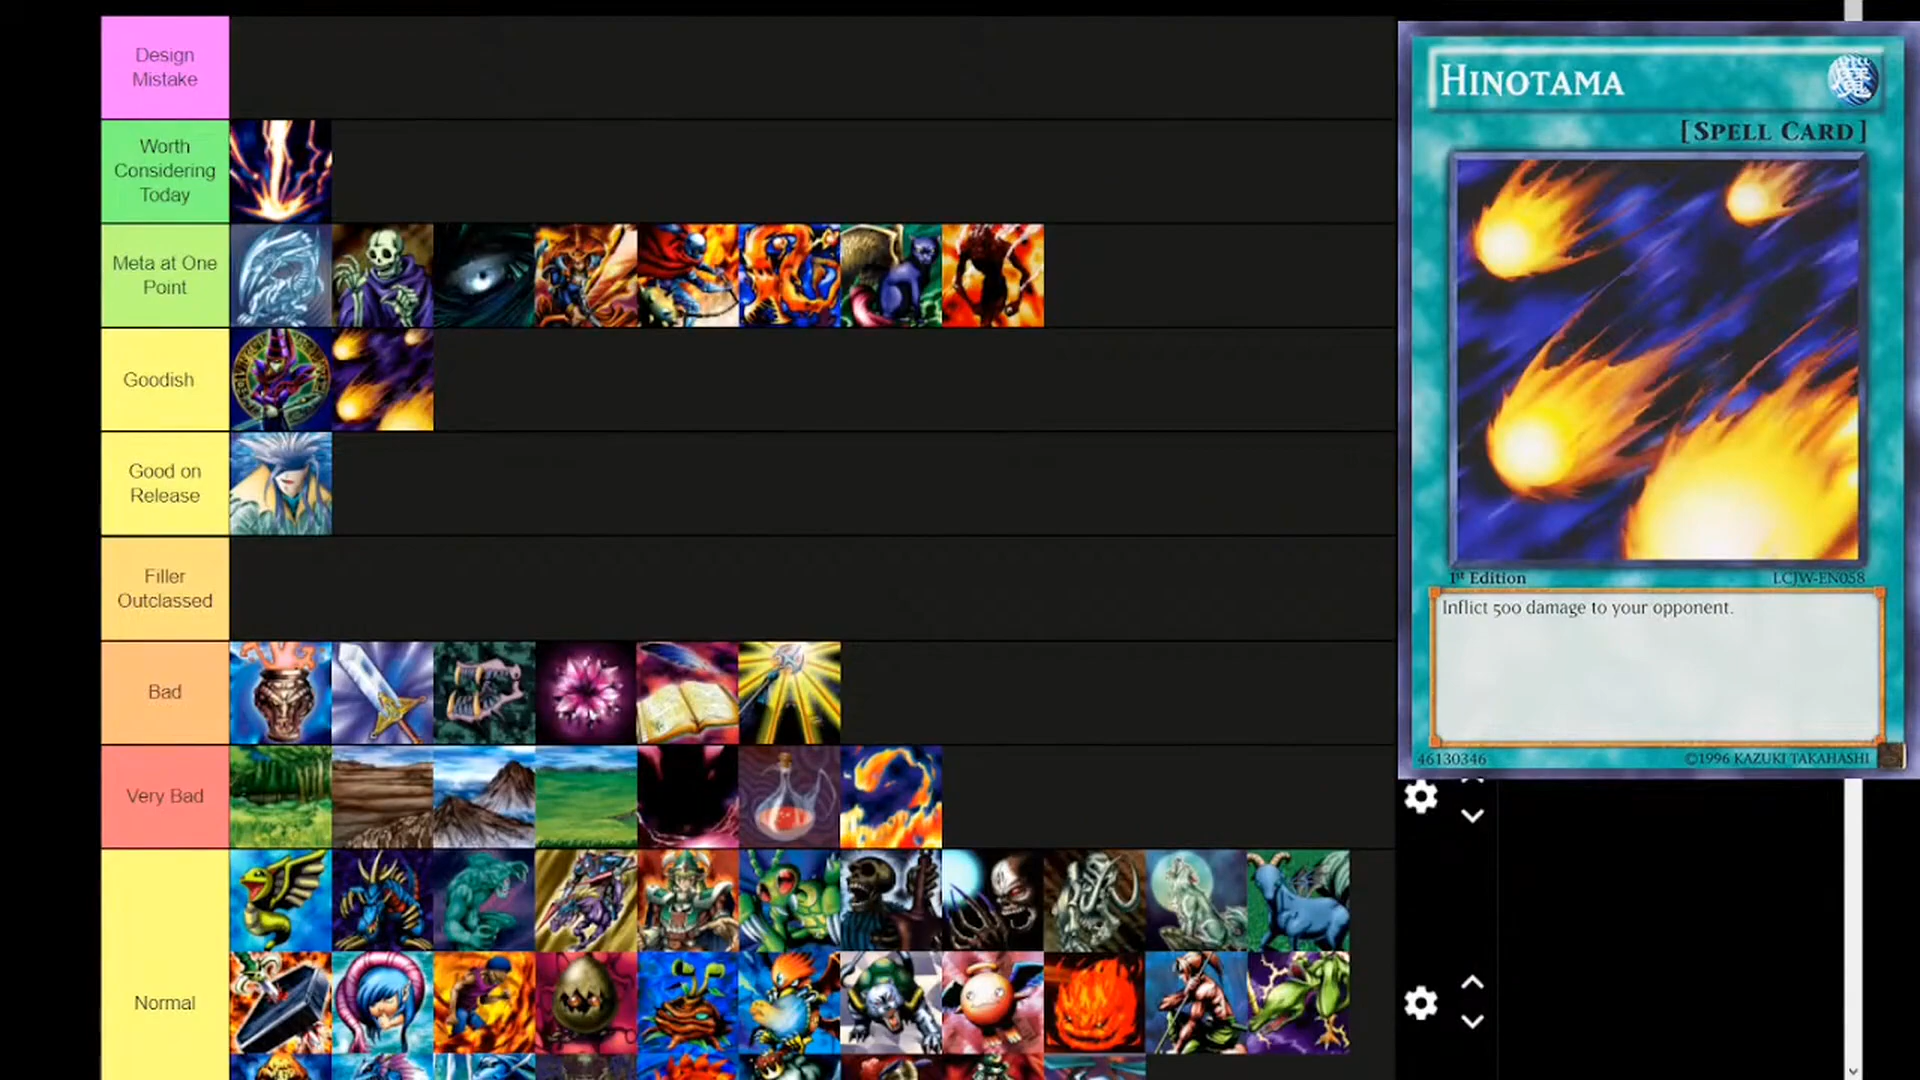 Design
Mistake
Worth
Considering
Today
Meta at One
Point
Goodish
Good on
Release
Filler
Outclassed
Bad
Very Bad
Normal
HINOTAMA
魔
[SPELL CARD]
1st Edition
LCJW-EN058
Inflict 500 damage to your opponent.
46130346
©1996 KAZUKI TAKAHASHI